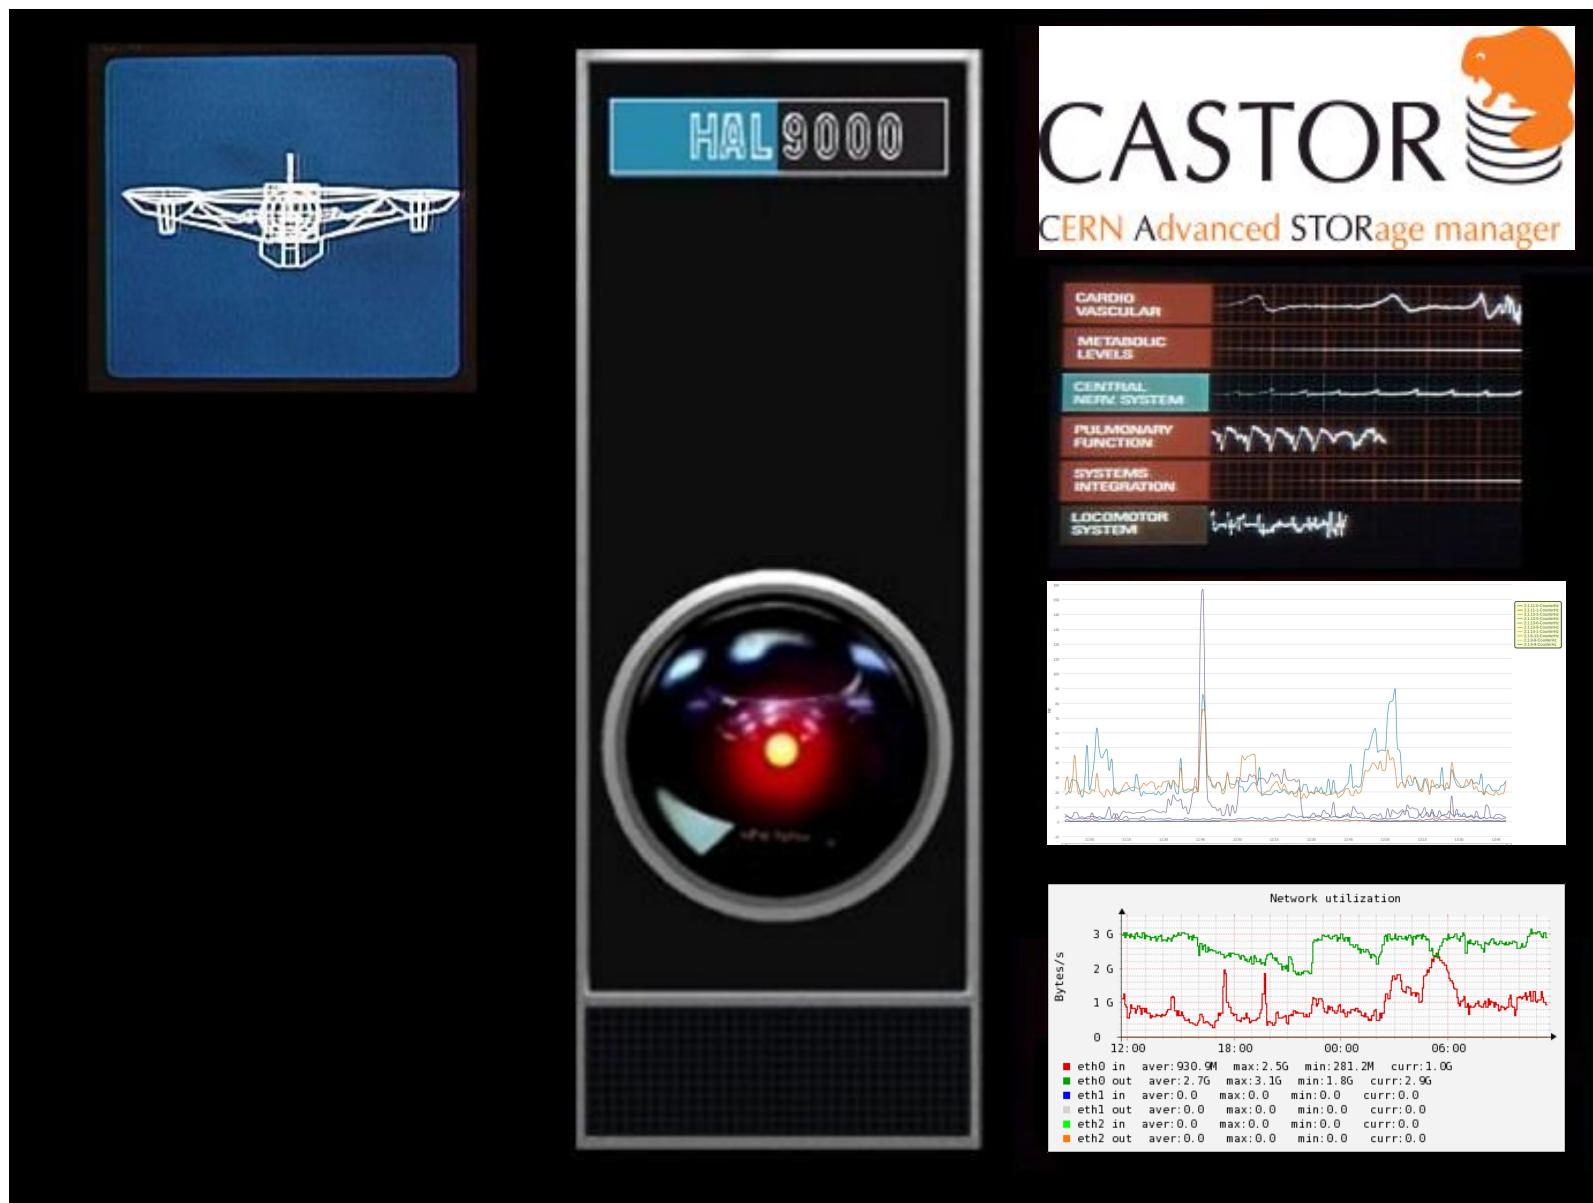 HAL 9000
CASTOR
CERN Advanced STORage manager
CARDIO
VASCULAR
METABOLIC
LEVELS
CENTRAL
NERV. SYSTEM
PULMONARY
FUNCTION
SYSTEMS
INTEGRATION
LOCOMOTOR
SYSTEM
Network utilization
Bytes/s
3 G
2 G
1 G
0
12:00 18:00 00:00 06:00
eth0 in aver:930.9M max:2.5G min:281.2M curr:1.0G
eth0 out aver:2.7G max:3.1G min:1.8G curr:2.9G
eth1 in aver:0.0 max:0.0 min:0.0 curr:0.0
eth1 out aver:0.0 max:0.0 min:0.0 curr:0.0
eth2 in aver:0.0 max:0.0 min:0.0 curr:0.0
eth2 out aver:0.0 max:0.0 min:0.0 curr:0.0